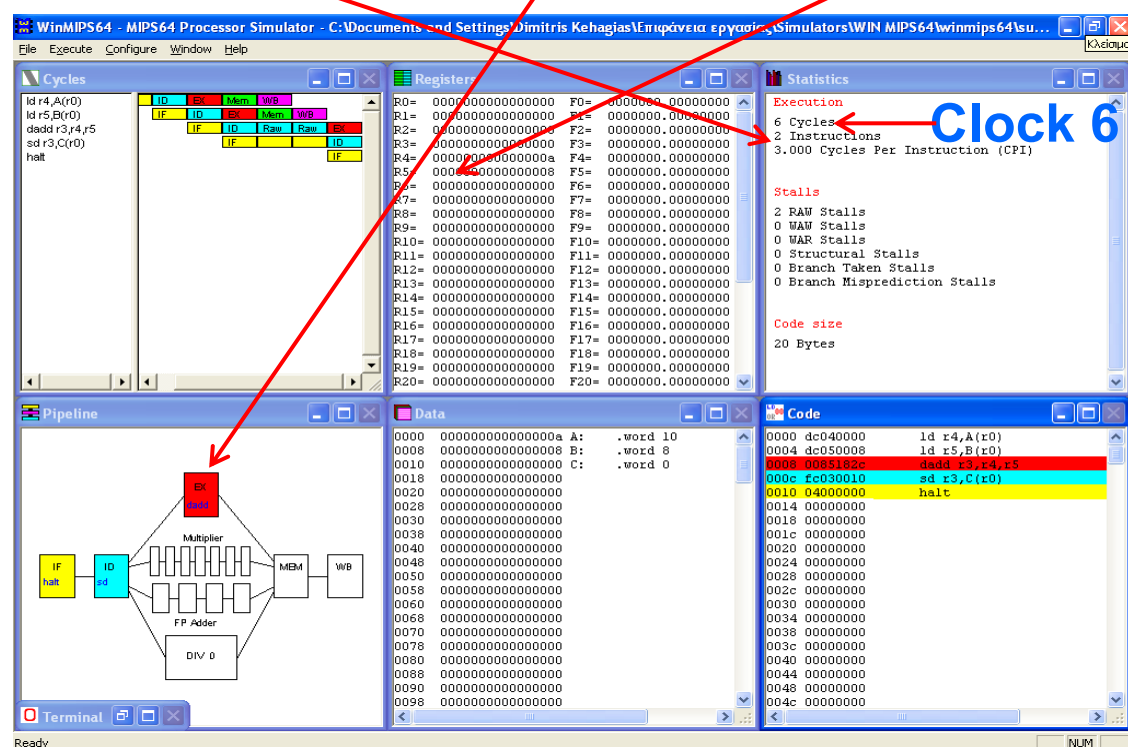 WinMIPS64 - MIPS64 Processor Simulator - C:\Documents and Settings\Dimitris Kehagias\Επιφάνεια εργασίας\Simulators\WIN MIPS64\winmips64\su...
File Execute Configure Window Help
Κλείσιμο
Cycles
ld r4,A(r0)
ld r5,B(r0)
dadd r3,r4,r5
sd r3,C(r0)
halt
ID EX Mem WB
IF ID EX Mem WB
IF ID Raw Raw EX
IF ID
IF
Registers
R0= 0000000000000000 F0= 0000000.00000000
R1= 0000000000000000 F1= 0000000.00000000
R2= 0000000000000000 F2= 0000000.00000000
R3= 0000000000000000 F3= 0000000.00000000
R4= 000000000000000a F4= 0000000.00000000
R5= 0000000000000008 F5= 0000000.00000000
R6= 0000000000000000 F6= 0000000.00000000
R7= 0000000000000000 F7= 0000000.00000000
R8= 0000000000000000 F8= 0000000.00000000
R9= 0000000000000000 F9= 0000000.00000000
R10= 0000000000000000 F10= 0000000.00000000
R11= 0000000000000000 F11= 0000000.00000000
R12= 0000000000000000 F12= 0000000.00000000
R13= 0000000000000000 F13= 0000000.00000000
R14= 0000000000000000 F14= 0000000.00000000
R15= 0000000000000000 F15= 0000000.00000000
R16= 0000000000000000 F16= 0000000.00000000
R17= 0000000000000000 F17= 0000000.00000000
R18= 0000000000000000 F18= 0000000.00000000
R19= 0000000000000000 F19= 0000000.00000000
R20= 0000000000000000 F20= 0000000.00000000
Statistics
Execution
6 Cycles
Clock 6
2 Instructions
3.000 Cycles Per Instruction (CPI)
Stalls
2 RAW Stalls
0 WAW Stalls
0 WAR Stalls
0 Structural Stalls
0 Branch Taken Stalls
0 Branch Misprediction Stalls
Code size
20 Bytes
Pipeline
EX
dadd
Multiplier
IF
halt
ID
sd
MEM
WB
FP Adder
DIV 0
Terminal
Data
0000 000000000000000a A: .word 10
0008 0000000000000008 B: .word 8
0010 0000000000000000 C: .word 0
0018 0000000000000000
0020 0000000000000000
0028 0000000000000000
0030 0000000000000000
0038 0000000000000000
0040 0000000000000000
0048 0000000000000000
0050 0000000000000000
0058 0000000000000000
0060 0000000000000000
0068 0000000000000000
0070 0000000000000000
0078 0000000000000000
0080 0000000000000000
0088 0000000000000000
0090 0000000000000000
0098 0000000000000000
Code
0000 dc040000 ld r4,A(r0)
0004 dc050008 ld r5,B(r0)
0008 0085182c dadd r3,r4,r5
000c fc030010 sd r3,C(r0)
0010 04000000 halt
0014 00000000
0018 00000000
001c 00000000
0020 00000000
0024 00000000
0028 00000000
002c 00000000
0030 00000000
0034 00000000
0038 00000000
003c 00000000
0040 00000000
0044 00000000
0048 00000000
004c 00000000
Ready
NUM